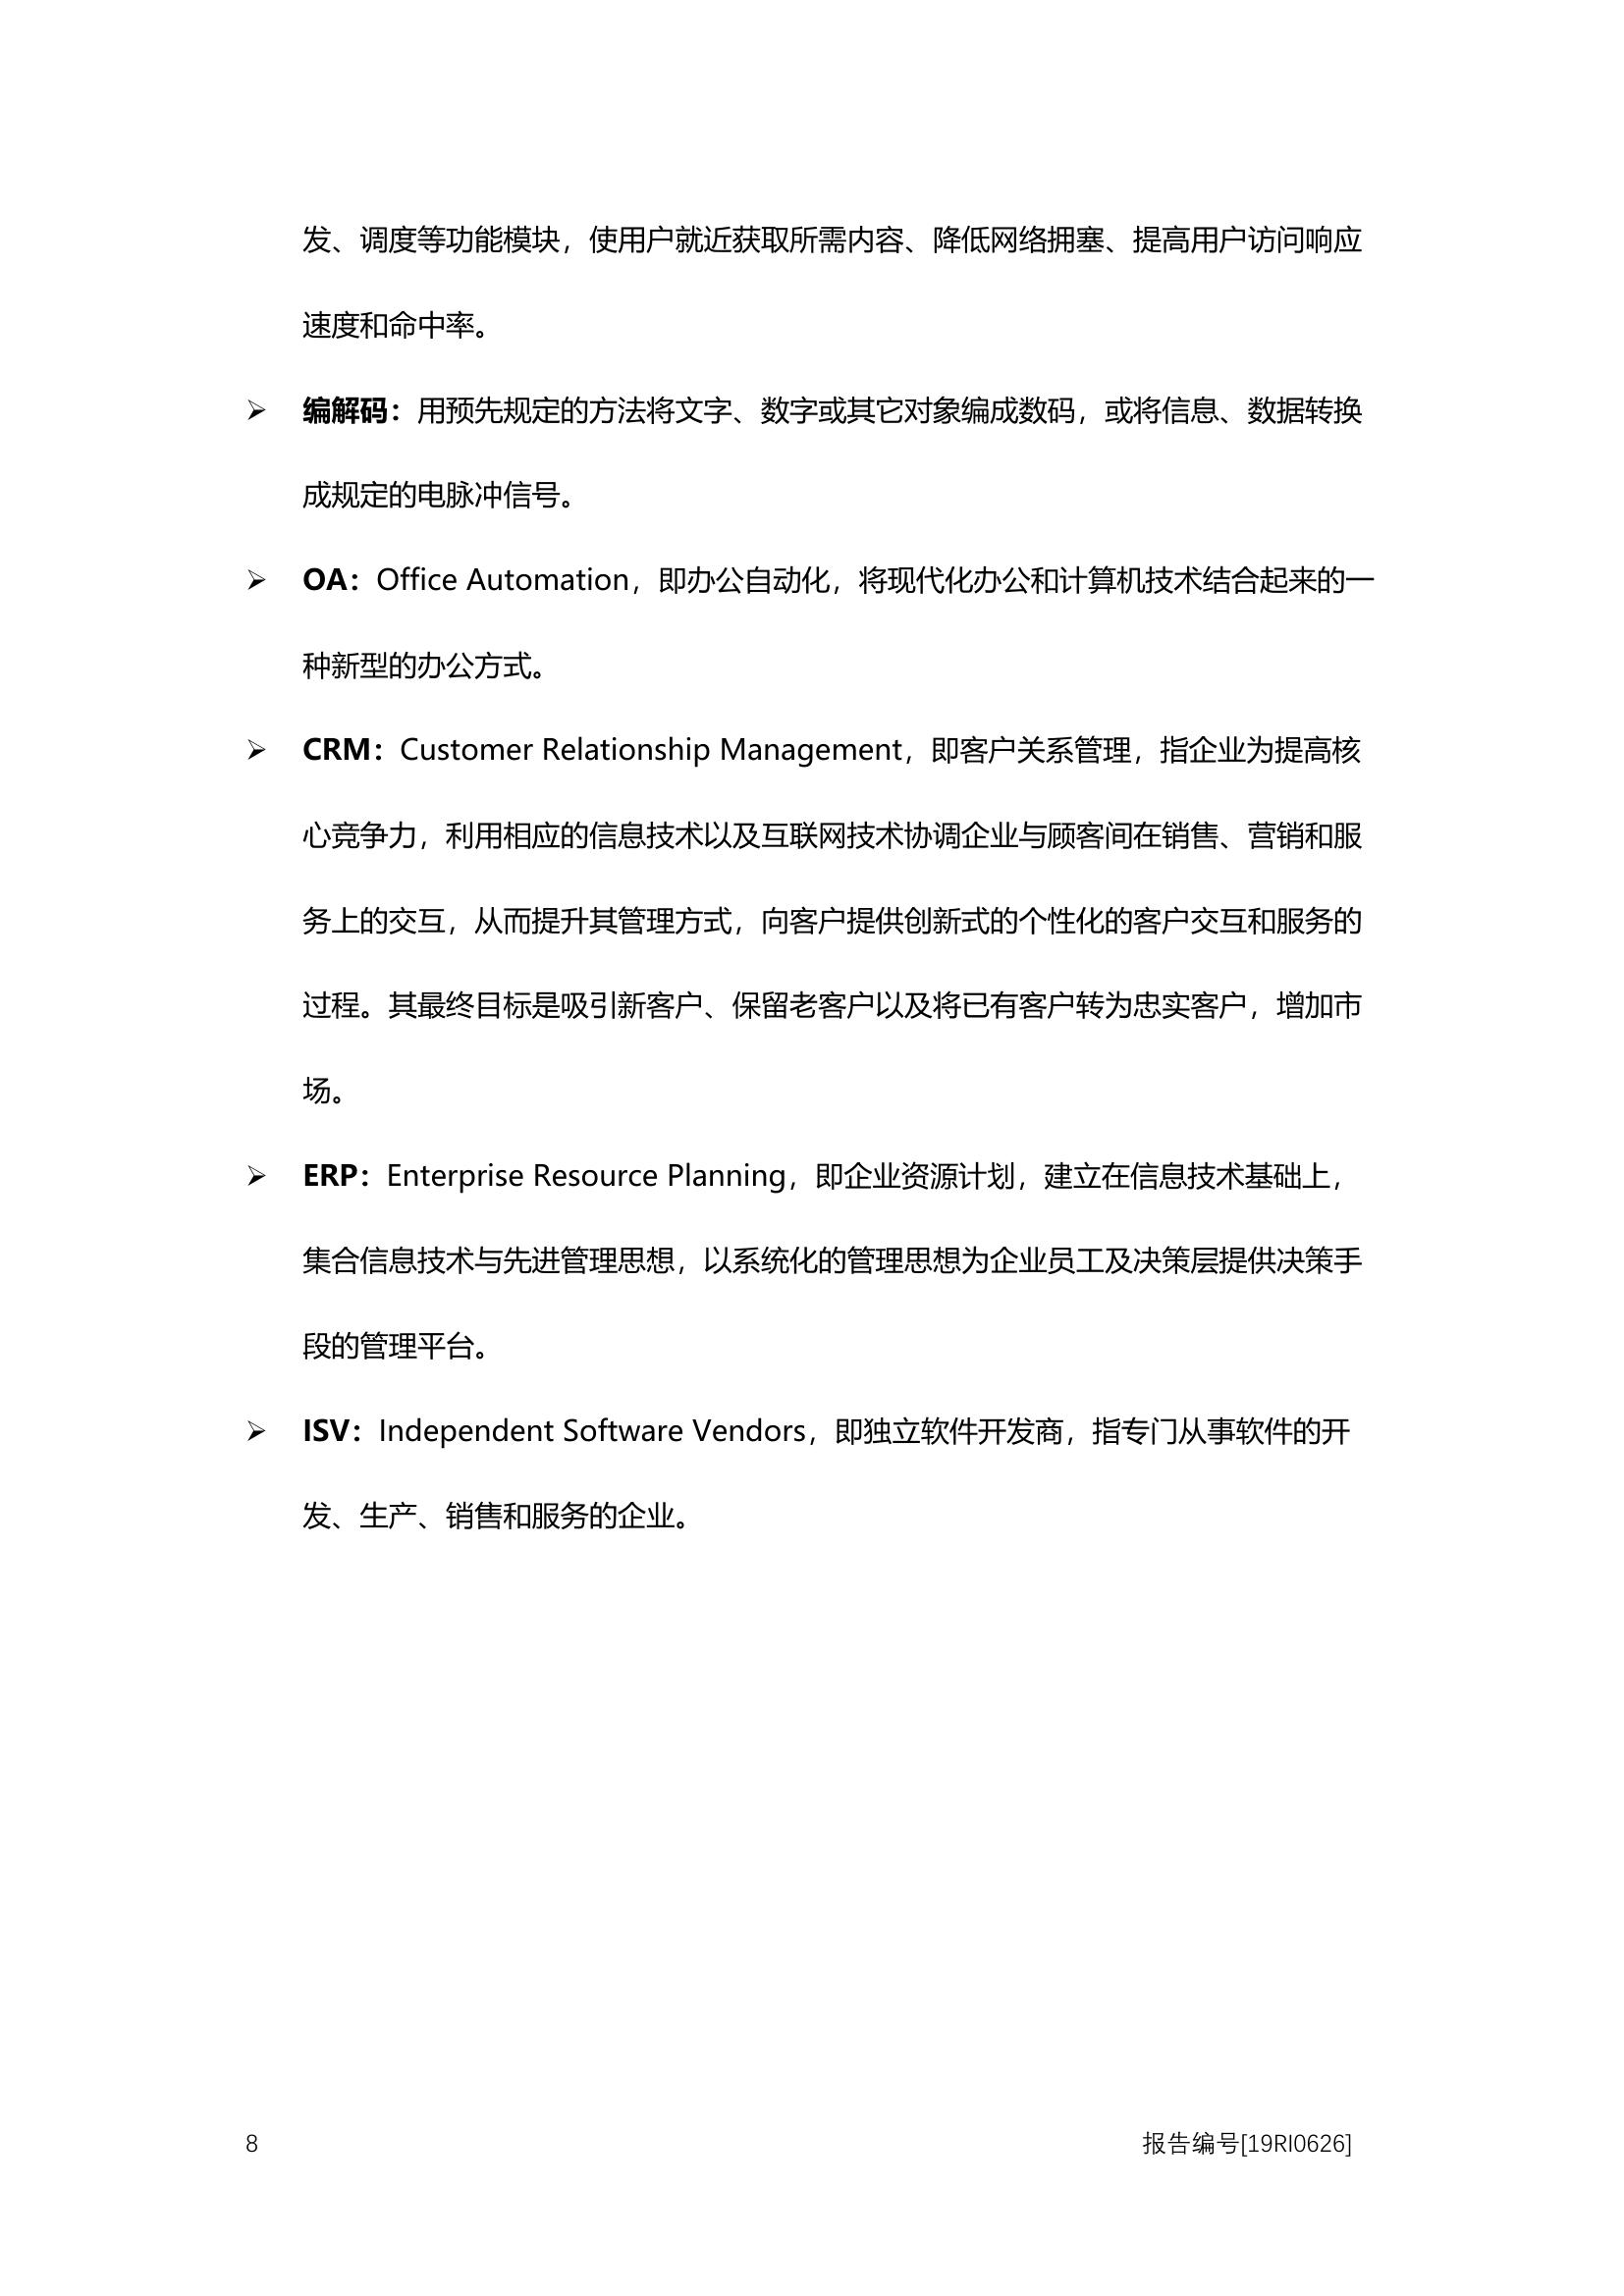 发、调度等功能模块，使用户就近获取所需内容、降低网络拥塞、提高用户访问响应
速度和命中率。
➢ 编解码：用预先规定的方法将文字、数字或其它对象编成数码，或将信息、数据转换
成规定的电脉冲信号。
➢ OA：Office Automation，即办公自动化，将现代化办公和计算机技术结合起来的一
种新型的办公方式。
➢ CRM：Customer Relationship Management，即客户关系管理，指企业为提高核
心竞争力，利用相应的信息技术以及互联网技术协调企业与顾客间在销售、营销和服
务上的交互，从而提升其管理方式，向客户提供创新式的个性化的客户交互和服务的
过程。其最终目标是吸引新客户、保留老客户以及将已有客户转为忠实客户，增加市
场。
➢ ERP：Enterprise Resource Planning，即企业资源计划，建立在信息技术基础上，
集合信息技术与先进管理思想，以系统化的管理思想为企业员工及决策层提供决策手
段的管理平台。
➢ ISV：Independent Software Vendors，即独立软件开发商，指专门从事软件的开
发、生产、销售和服务的企业。
8 报告编号[19RI0626]